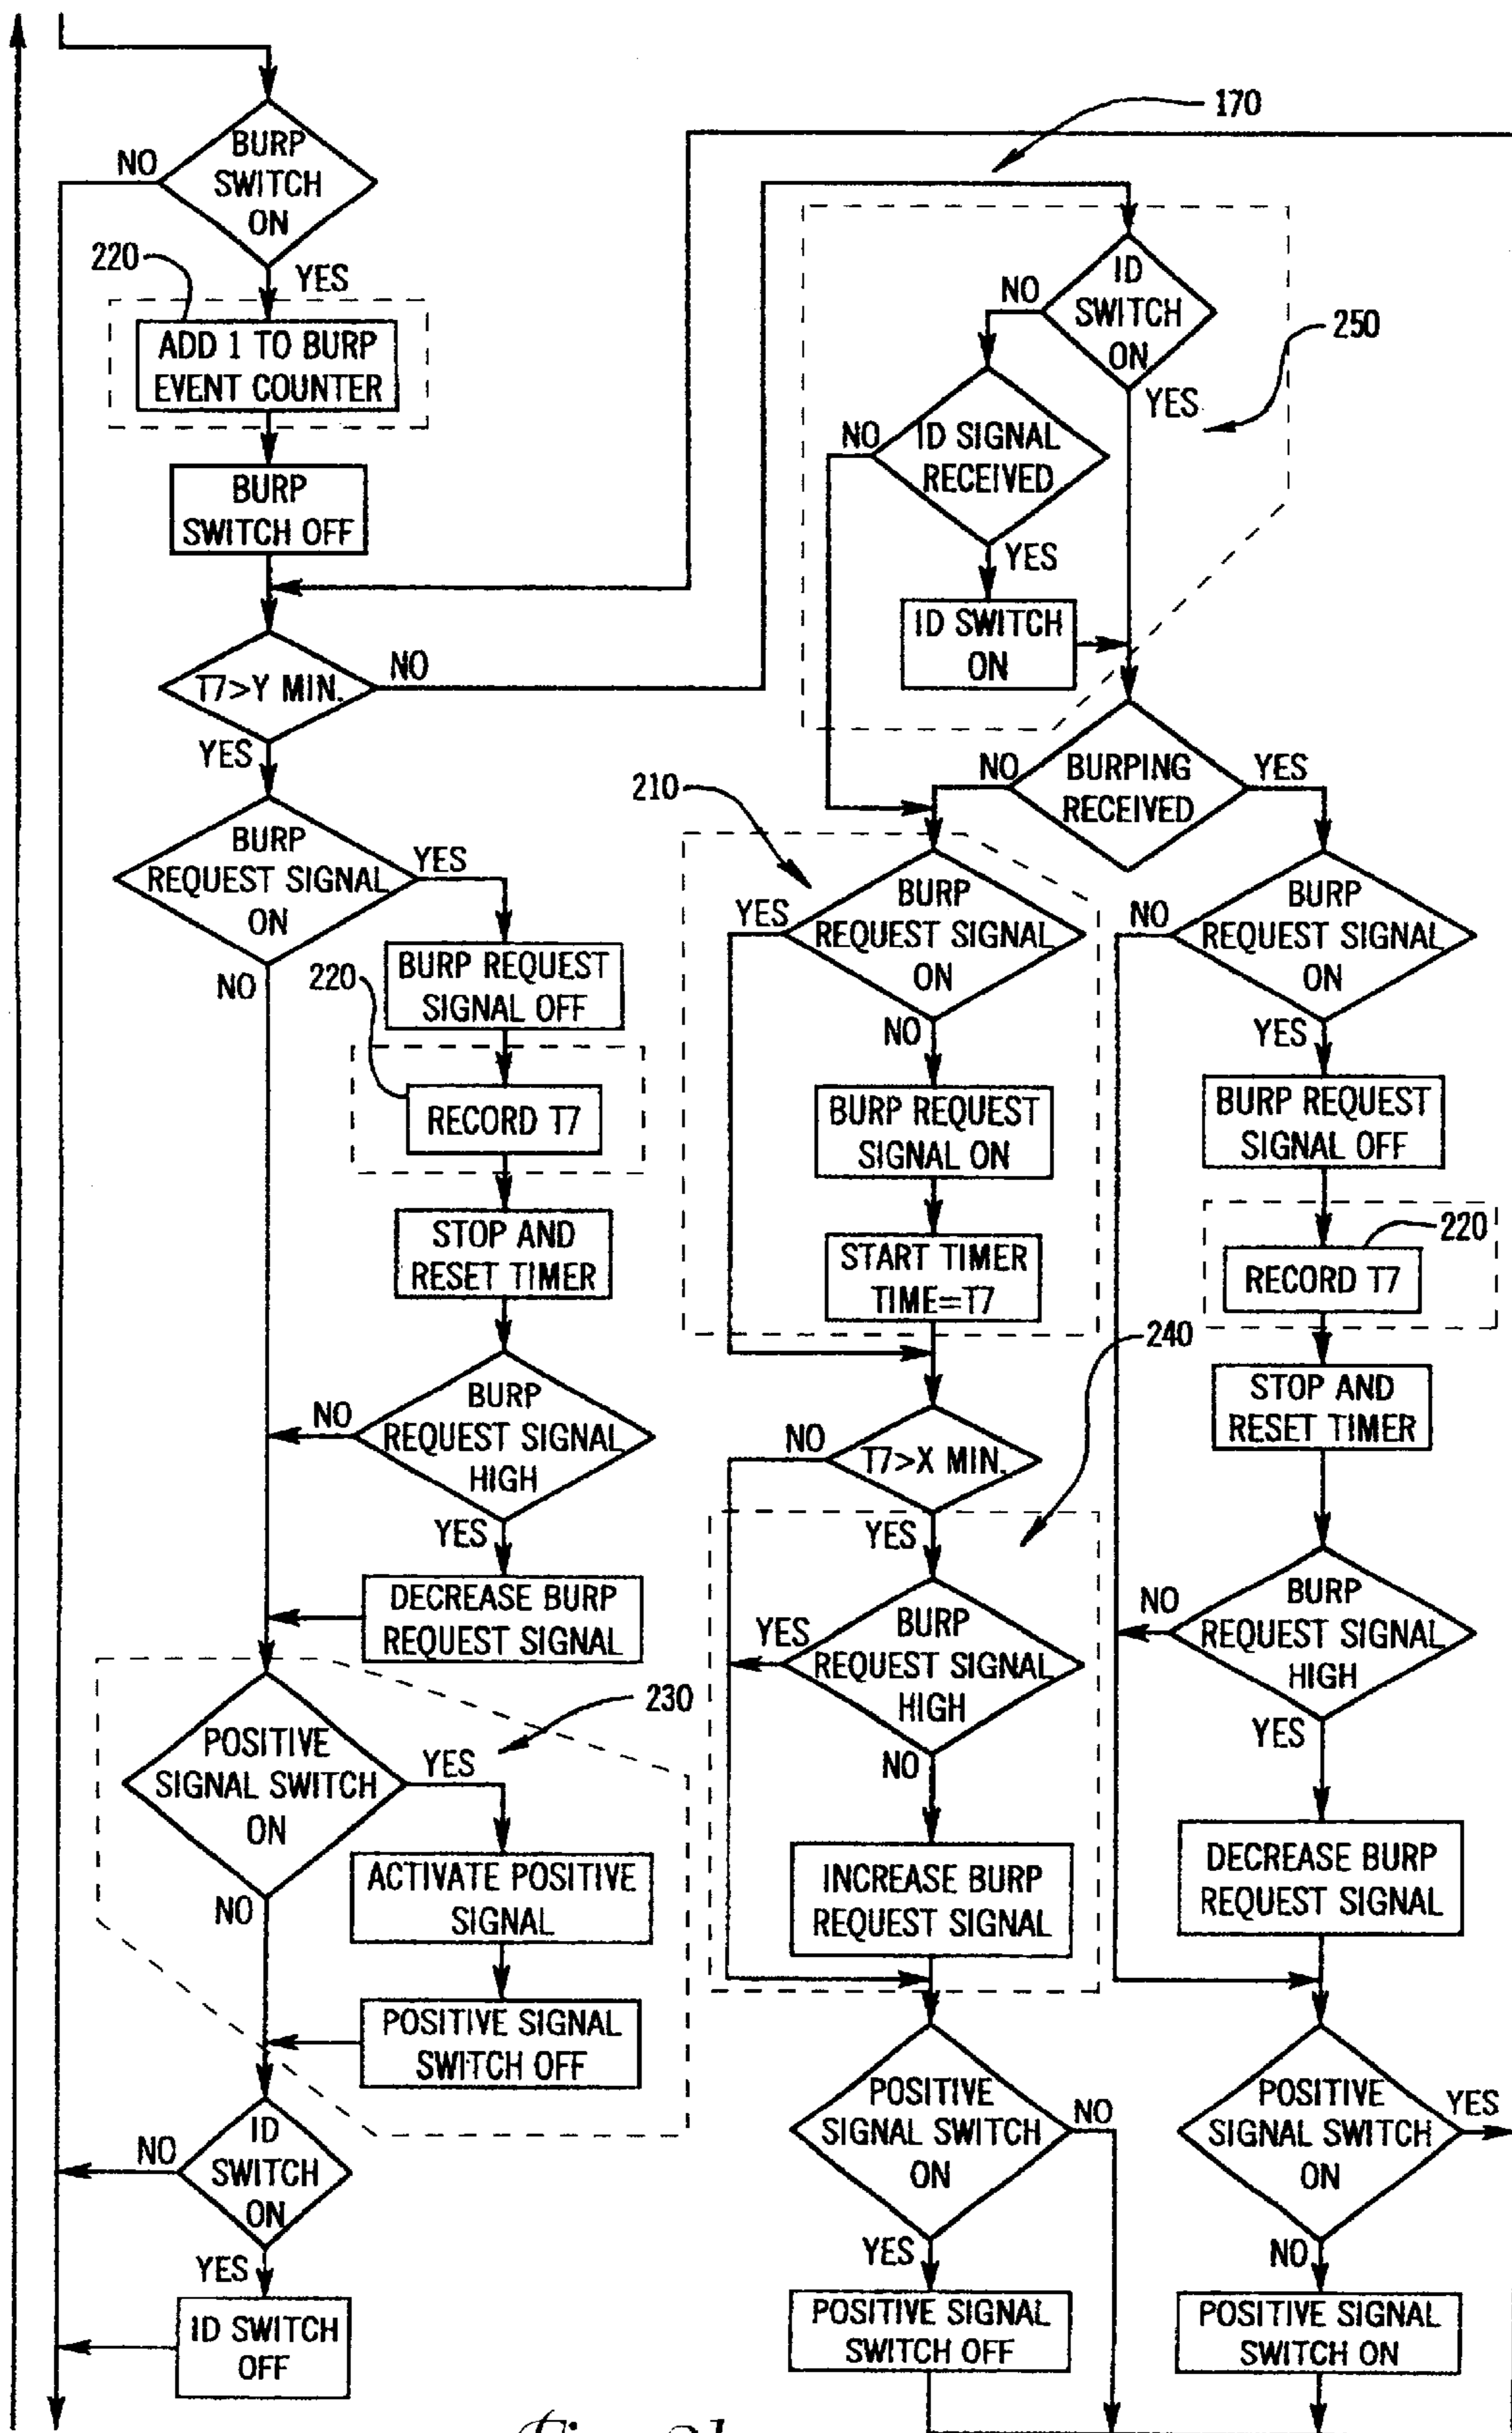 170
BURP
SWITCH
ON
NO
YES
220
ADD 1 TO BURP
EVENT COUNTER
BURP
SWITCH OFF
T7>Y MIN.
NO
YES
BURP
REQUEST SIGNAL
ON
YES
NO
BURP REQUEST
SIGNAL OFF
220
RECORD T7
STOP AND
RESET TIMER
BURP
REQUEST SIGNAL
HIGH
NO
YES
DECREASE BURP
REQUEST SIGNAL
230
POSITIVE
SIGNAL SWITCH
ON
YES
NO
ACTIVATE POSITIVE
SIGNAL
POSITIVE SIGNAL
SWITCH OFF
ID
SWITCH
ON
NO
YES
ID SWITCH
OFF
ID
SWITCH
ON
NO
YES
250
ID SIGNAL
RECEIVED
NO
YES
ID SWITCH
ON
BURPING
RECEIVED
NO
YES
210
BURP
REQUEST SIGNAL
ON
YES
NO
BURP REQUEST
SIGNAL ON
START TIMER
TIME=T7
240
T7>X MIN.
NO
YES
BURP
REQUEST SIGNAL
HIGH
YES
NO
INCREASE BURP
REQUEST SIGNAL
POSITIVE
SIGNAL SWITCH
ON
NO
YES
POSITIVE SIGNAL
SWITCH OFF
BURP
REQUEST SIGNAL
ON
NO
YES
BURP REQUEST
SIGNAL OFF
220
RECORD T7
STOP AND
RESET TIMER
BURP
REQUEST SIGNAL
HIGH
NO
YES
DECREASE BURP
REQUEST SIGNAL
POSITIVE
SIGNAL SWITCH
ON
YES
NO
POSITIVE SIGNAL
SWITCH ON